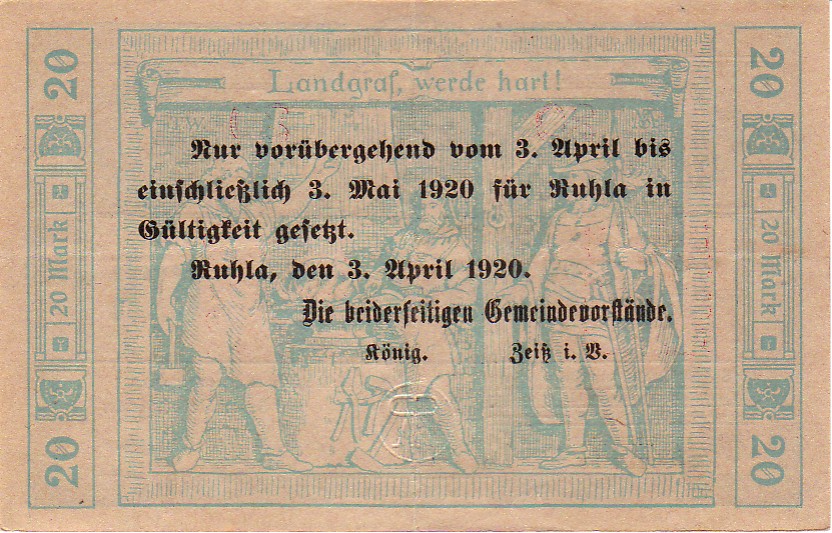 20
20
Landgraf, werde hart!
Nur vorübergehend vom 3. April bis
einschließlich 3. Mai 1920 für Ruhla in
Gültigkeit gesetzt.
Ruhla, den 3. April 1920.
Die beiderseitigen Gemeindevorstände.
König. Zeiß i. V.
20 Mark
20 Mark
20
20